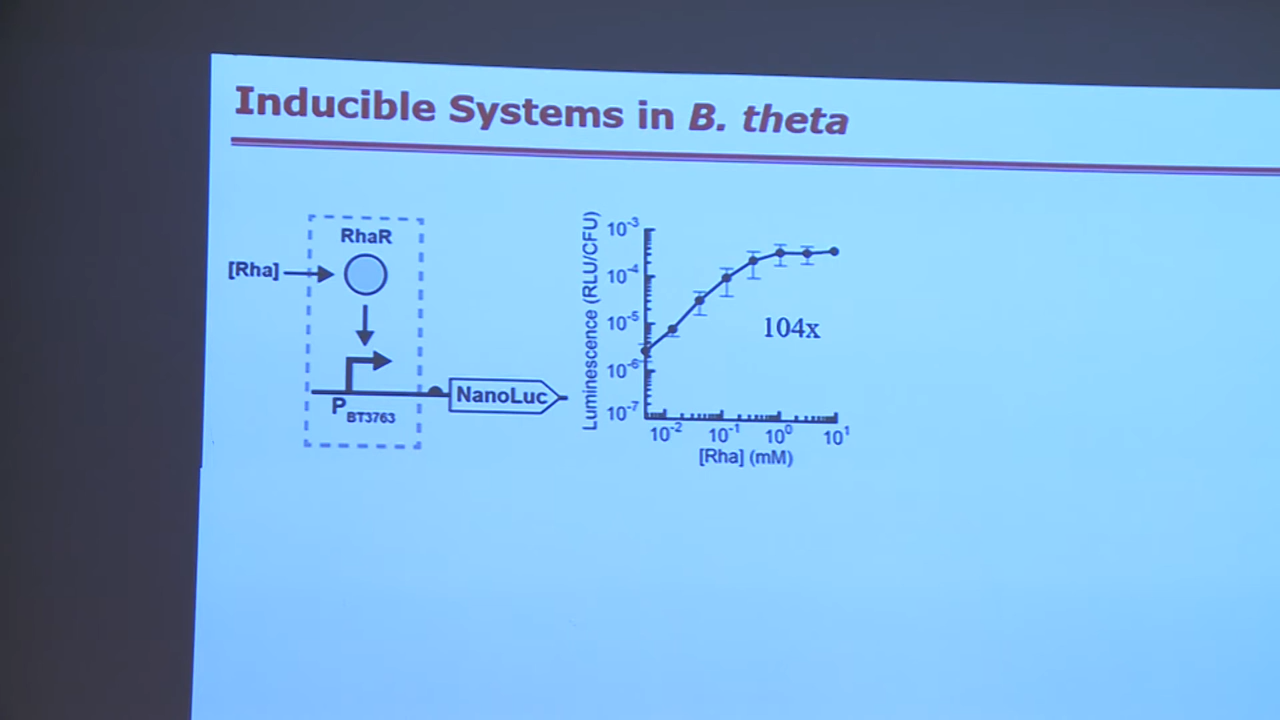 Inducible Systems in B. theta
RhaR
[Rha]
P BT3763
NanoLuc
Luminescence (RLU/CFU)
10⁻³
10⁻⁴
10⁻⁵
10⁻⁶
10⁻⁷
104x
10⁻² 10⁻¹ 10⁰ 10¹
[Rha] (mM)